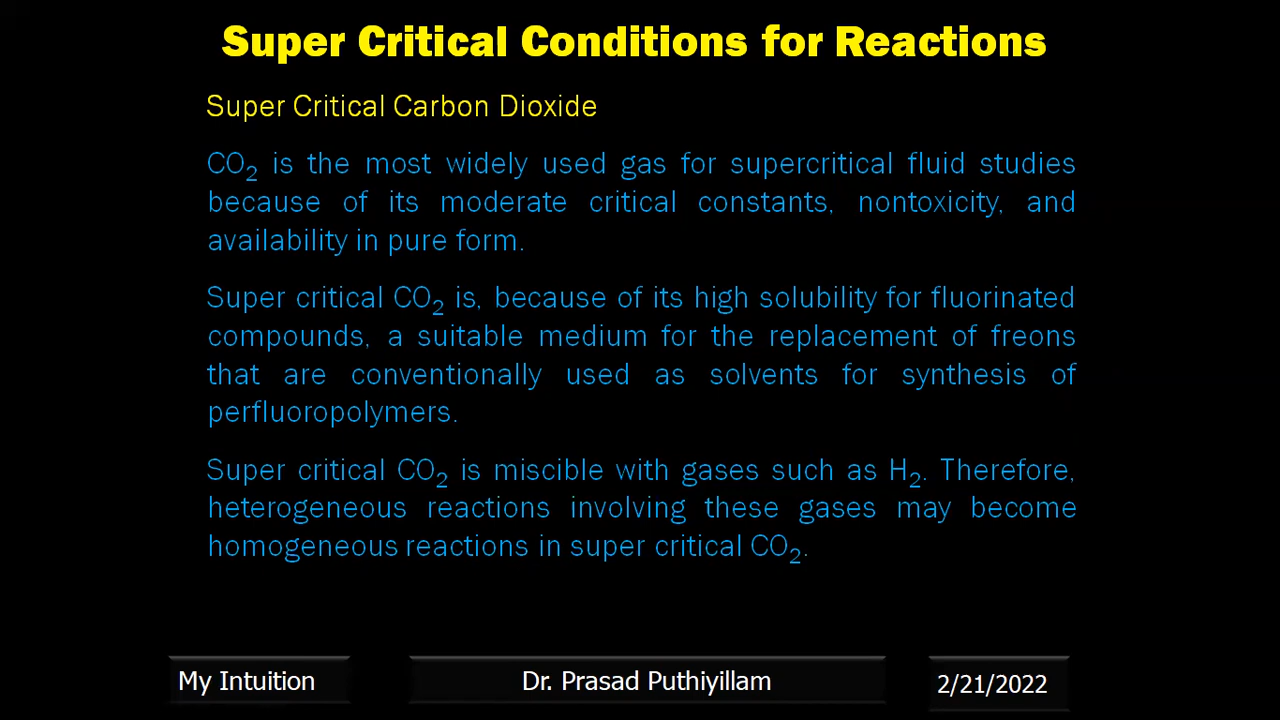 Super Critical Conditions for Reactions
Super Critical Carbon Dioxide
CO₂ is the most widely used gas for supercritical fluid studies
because of its moderate critical constants, nontoxicity, and
availability in pure form.
Super critical CO₂ is, because of its high solubility for fluorinated
compounds, a suitable medium for the replacement of freons
that are conventionally used as solvents for synthesis of
perfluoropolymers.
Super critical CO₂ is miscible with gases such as H₂. Therefore,
heterogeneous reactions involving these gases may become
homogeneous reactions in super critical CO₂.
My Intuition
Dr. Prasad Puthiyillam
2/21/2022